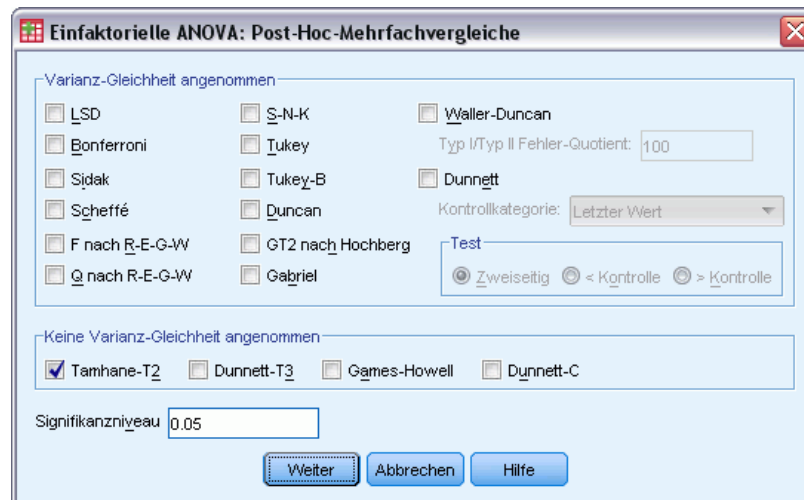 Einfaktorielle ANOVA: Post-Hoc-Mehrfachvergleiche
Varianz-Gleichheit angenommen
LSD S-N-K Waller-Duncan
Bonferroni Tukey Typ I/Typ II Fehler-Quotient: 100
Sidak Tukey-B Dunnett
Scheffé Duncan Kontrollkategorie: Letzter Wert
F nach R-E-G-W GT2 nach Hochberg Test
Q nach R-E-G-W Gabriel Zweiseitig < Kontrolle > Kontrolle
Keine Varianz-Gleichheit angenommen
Tamhane-T2 Dunnett-T3 Games-Howell Dunnett-C
Signifikanzniveau 0.05
Weiter Abbrechen Hilfe